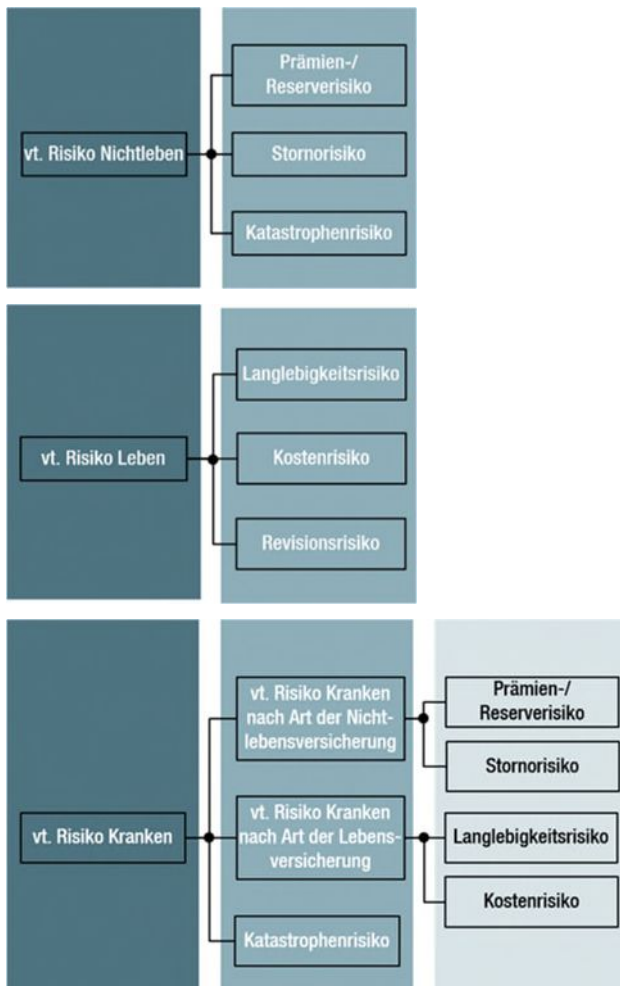 vt. Risiko Nichtleben
Prämien-/
Reserverisiko
Stornorisiko
Katastrophenrisiko
vt. Risiko Leben
Langlebigkeitsrisiko
Kostenrisiko
Revisionsrisiko
vt. Risiko Kranken
vt. Risiko Kranken
nach Art der Nicht-
lebensversicherung
Prämien-/
Reserverisiko
Stornorisiko
vt. Risiko Kranken
nach Art der Lebens-
versicherung
Langlebigkeitsrisiko
Kostenrisiko
Katastrophenrisiko